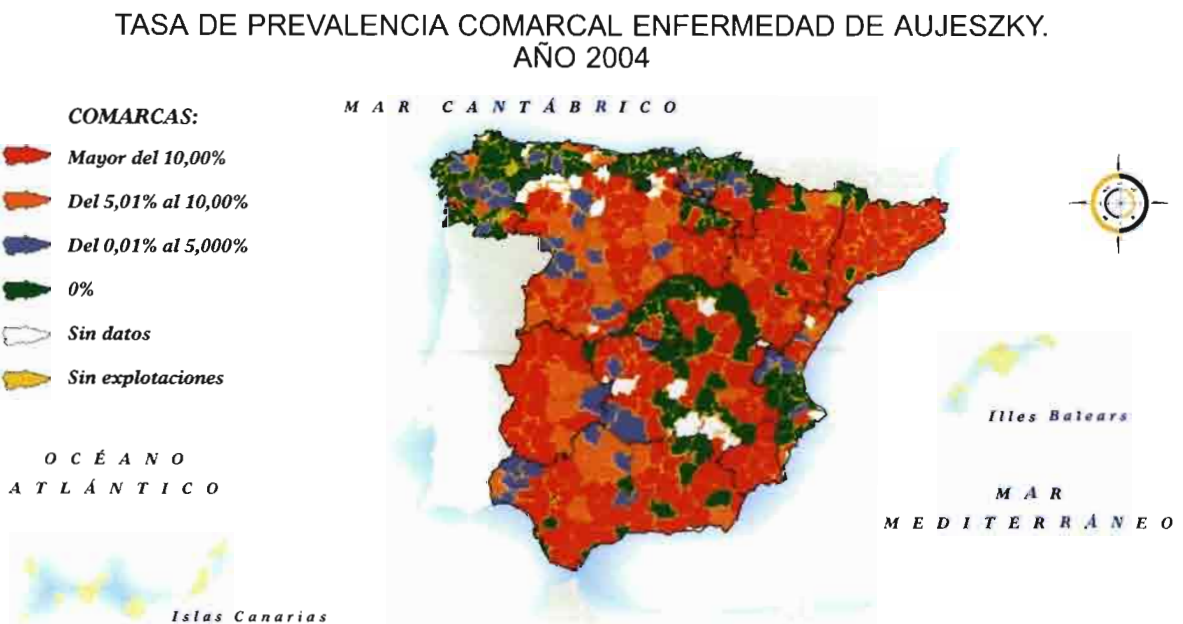 TASA DE PREVALENCIA COMARCAL ENFERMEDAD DE AUJESZKY.
AÑO 2004
MAR CANTÁBRICO
COMARCAS:
Mayor del 10,00%
Del 5,01% al 10,00%
Del 0,01% al 5,000%
0%
Sin datos
Sin explotaciones
Illes Balears
OCÉANO
ATLÁNTICO
MAR
MEDITERRÁNEO
Islas Canarias